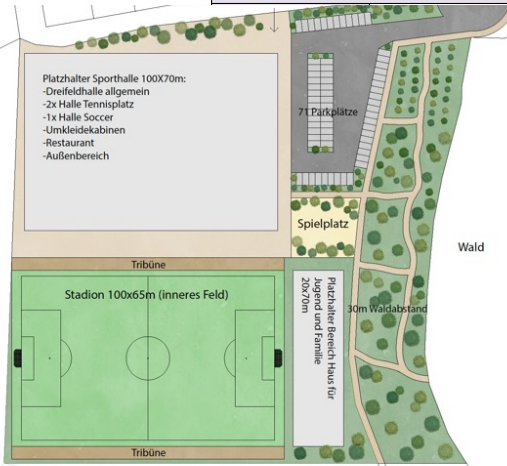 Platzhalter Sporthalle 100X70m:
-Dreifeldhalle allgemein
-2x Halle Tennisplatz
-1x Halle Soccer
-Umkleidekabinen
-Restaurant
-Außenbereich
71 Parkplätze
Spielplatz
Wald
Tribüne
Stadion 100x65m (inneres Feld)
Platzhalter Bereich Haus für
Jugend und Familie
20x70m
30m Waldabstand
Tribüne